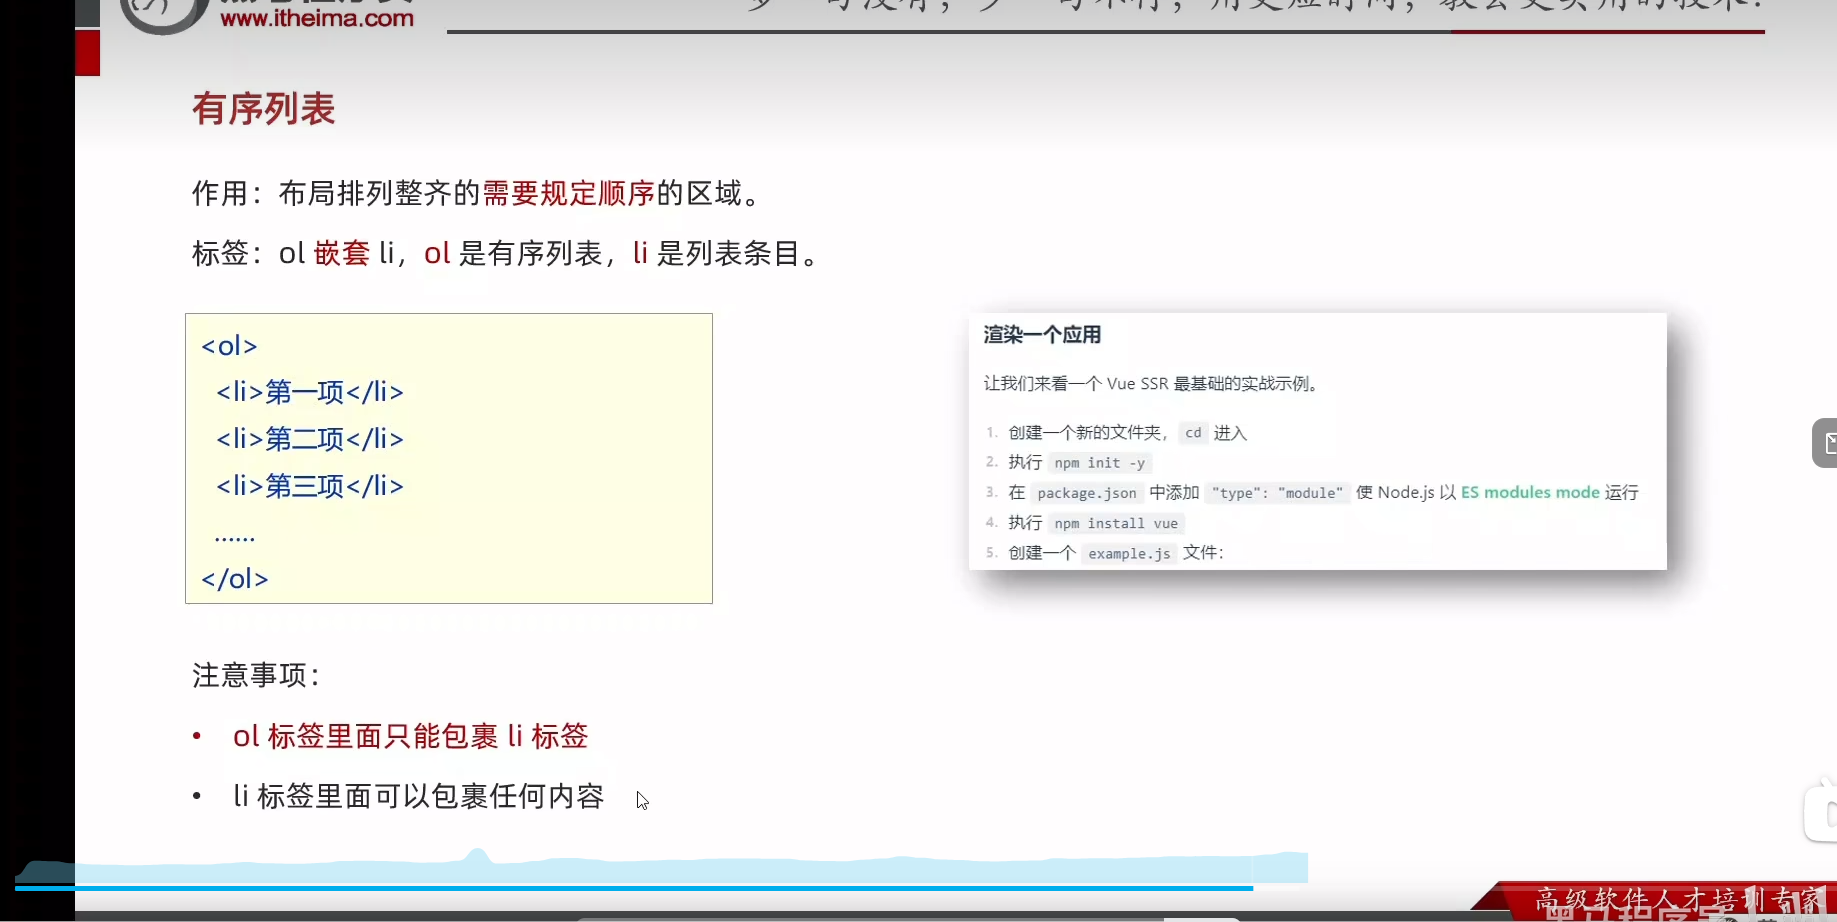 www.itheima.com
有序列表
作用：布局排列整齐的需要规定顺序的区域。
标签：ol 嵌套 li，ol 是有序列表，li 是列表条目。
<ol>
<li>第一项</li>
<li>第二项</li>
<li>第三项</li>
......
</ol>
渲染一个应用
让我们来看一个 Vue SSR 最基础的实战示例。
1. 创建一个新的文件夹，cd 进入
2. 执行 npm init -y
3. 在 package.json 中添加 "type": "module" 使 Node.js 以 ES modules mode 运行
4. 执行 npm install vue
5. 创建一个 example.js 文件：
注意事项：
• ol 标签里面只能包裹 li 标签
• li 标签里面可以包裹任何内容
高级软件人才培训专家